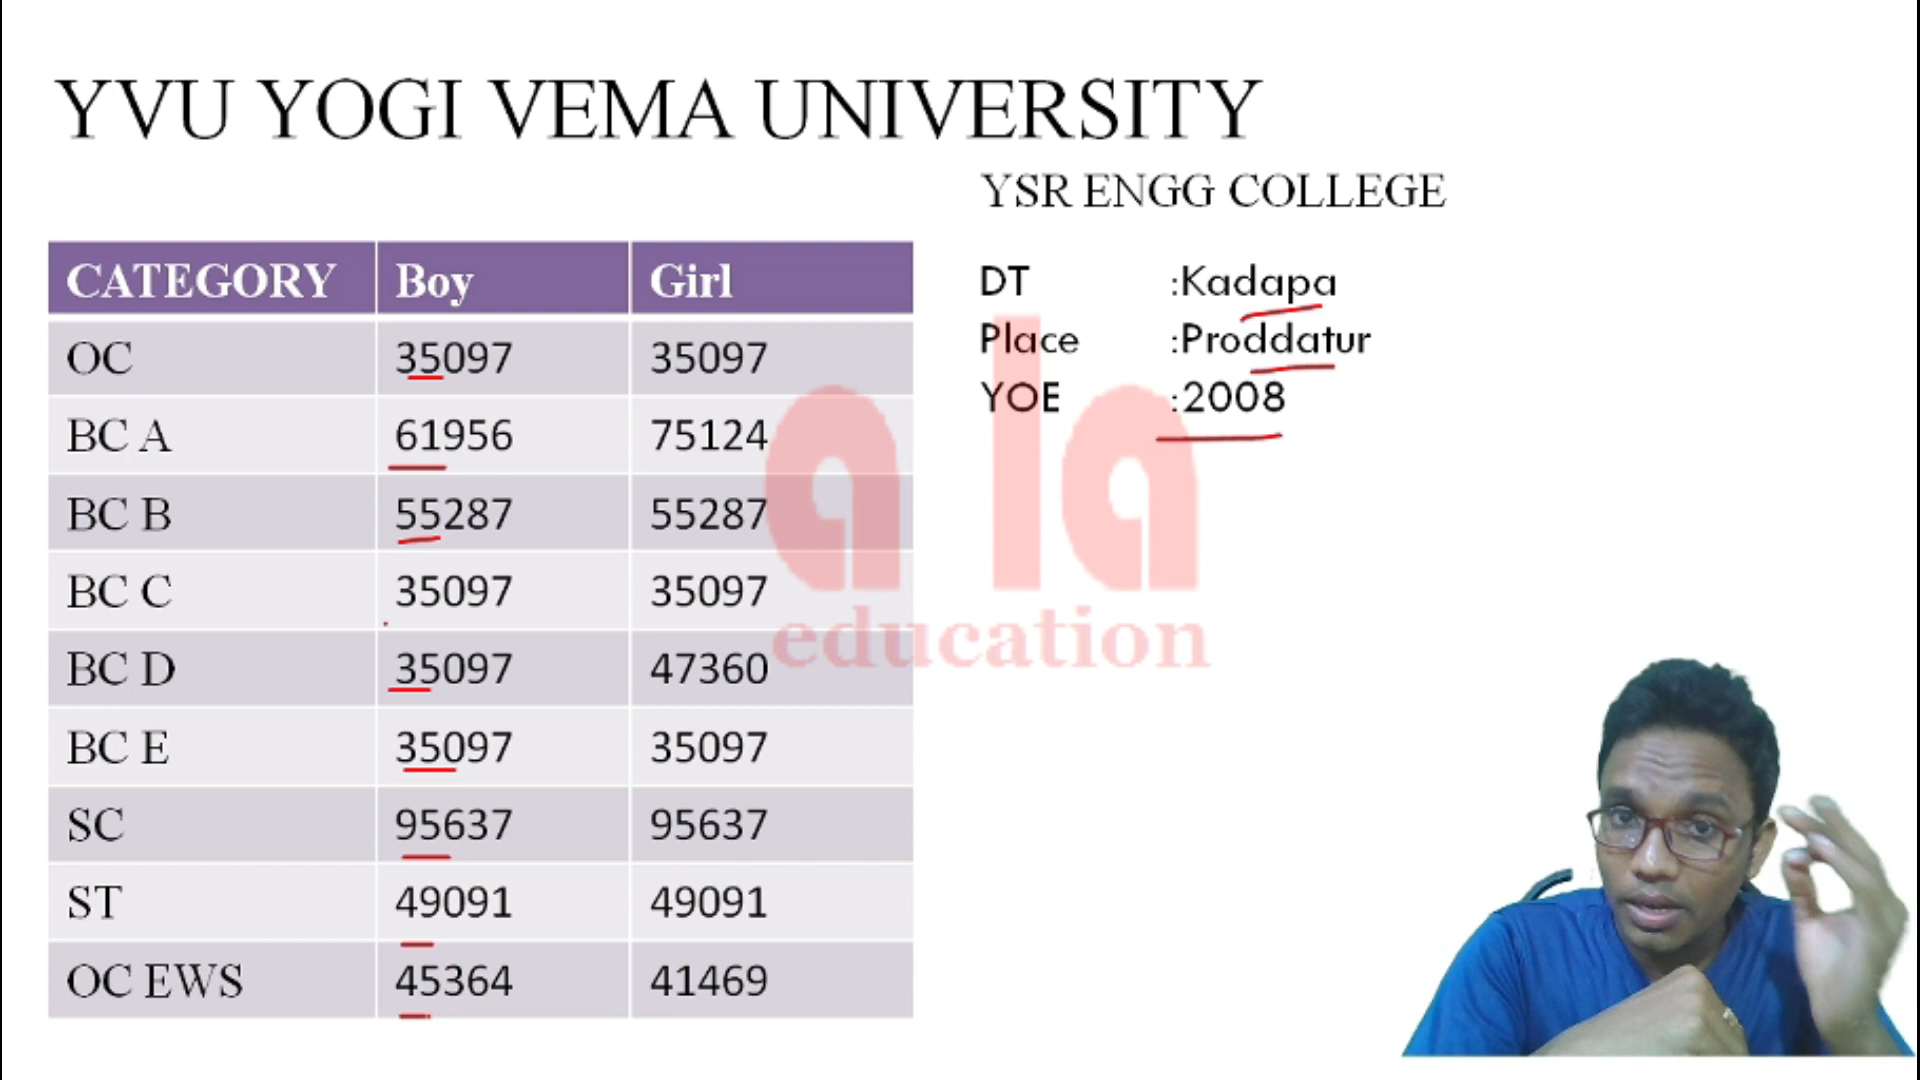 YVU YOGI VEMA UNIVERSITY
YSR ENGG COLLEGE
DT :Kadapa
Place :Proddatur
YOE :2008
CATEGORY Boy Girl
OC 35097 35097
BC A 61956 75124
BC B 55287 55287
BC C 35097 35097
BC D 35097 47360
BC E 35097 35097
SC 95637 95637
ST 49091 49091
OC EWS 45364 41469
a la
education